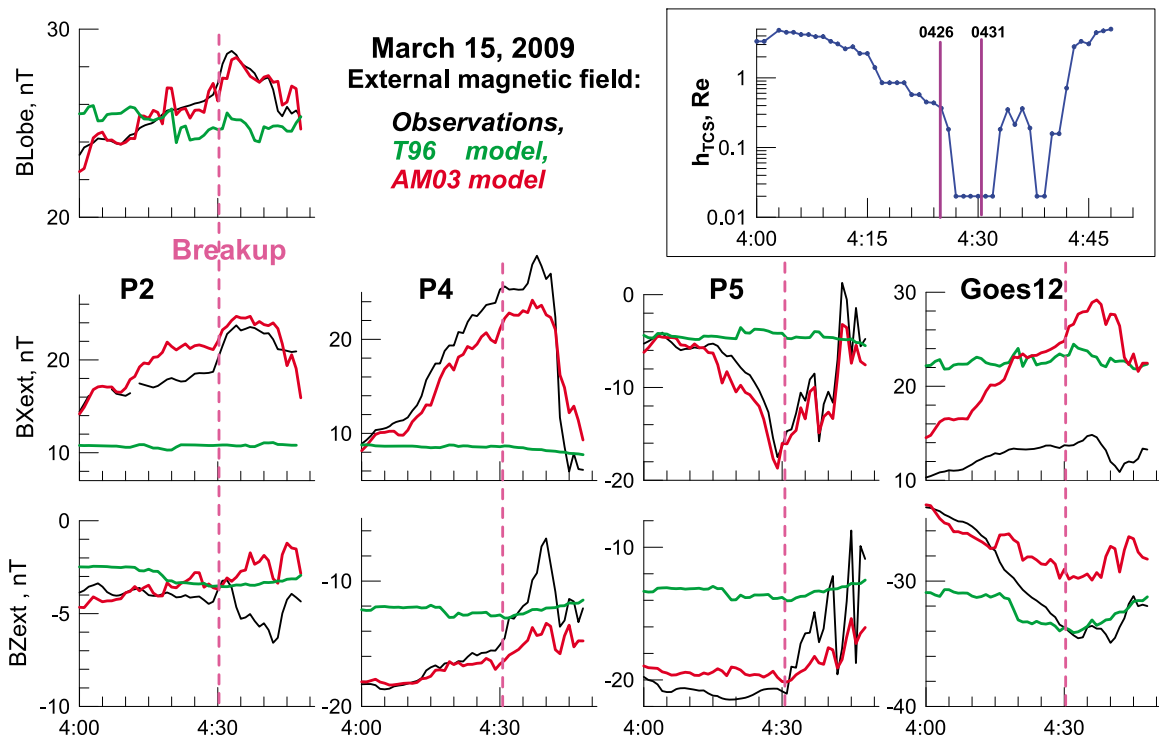 30
20
BLobe, nT
March 15, 2009
External magnetic field:
Observations,
T96 model,
AM03 model
0426 0431
1
0.1
0.01
hTCS, Re
4:00 4:15 4:30 4:45
Breakup
P2
P4
P5
Goes12
BXext, nT
20
10
20
10
0
-10
-20
30
20
10
BZext , nT
0
-5
-10
-10
-20
-10
-20
-30
-40
4:00 4:30 4:00 4:30 4:00 4:30 4:00 4:30